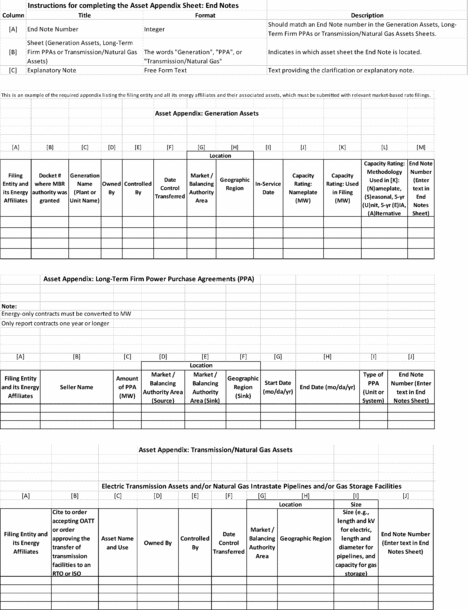 Instructions for completing the Asset Appendix Sheet: End Notes
Column Title Format Description
[A] End Note Number Integer Should match an End Note number in the Generation Assets, Long-Term Firm PPAs or Transmission/Natural Gas Assets Sheets.
[B] Sheet (Generation Assets, Long-Term Firm PPAs or Transmission/Natural Gas Assets) The words "Generation", "PPA", or "Transmission/Natural Gas" Indicates in which asset sheet the End Note is located.
[C] Explanatory Note Free Form Text Text providing the clarification or explanatory note.
This is an example of the required appendix listing the filing entity and all its energy affiliates and their associated assets, which must be submitted with relevant market-based rate filings.
Asset Appendix: Generation Assets
[A] [B] [C] [D] [E] [F] [G] [H] [I] [J] [K] [L] [M]
Location
Filing Entity and its Energy Affiliates
Docket # where MBR authority was granted
Generation Name (Plant or Unit Name)
Owned By
Controlled By
Date Control Transferred
Market / Balancing Authority Area
Geographic Region
In-Service Date
Capacity Rating: Nameplate (MW)
Capacity Rating: Used in Filing (MW)
Capacity Rating: Methodology Used in [K]: (N)ameplate, (S)easonal, 5-yr (U)nit, 5-yr (E)IA, (A)lternative
End Note Number (Enter text in End Notes Sheet)
Asset Appendix: Long-Term Firm Power Purchase Agreements (PPA)
Note:
Energy-only contracts must be converted to MW
Only report contracts one year or longer
[A] [B] [C] [D] [E] [F] [G] [H] [I] [J]
Location
Filing Entity and its Energy Affiliates
Seller Name
Amount of PPA (MW)
Market / Balancing Authority Area (Source)
Market / Balancing Authority Area (Sink)
Geographic Region (Sink)
Start Date (mo/da/yr)
End Date (mo/da/yr)
Type of PPA (Unit or System)
End Note Number (Enter text in End Notes Sheet)
Asset Appendix: Transmission/Natural Gas Assets
Electric Transmission Assets and/or Natural Gas Intrastate Pipelines and/or Gas Storage Facilities
[A] [B] [C] [D] [E] [F] [G] [H] [I] [J]
Location Size
Filing Entity and its Energy Affiliates
Cite to order accepting OATT or order approving the transfer of transmission facilities to an RTO or ISO
Asset Name and Use
Owned By
Controlled By
Date Control Transferred
Market / Balancing Authority Area
Geographic Region
Size (e.g., length and kV for electric, length and diameter for pipelines, and capacity for gas storage)
End Note Number (Enter text in End Notes Sheet)